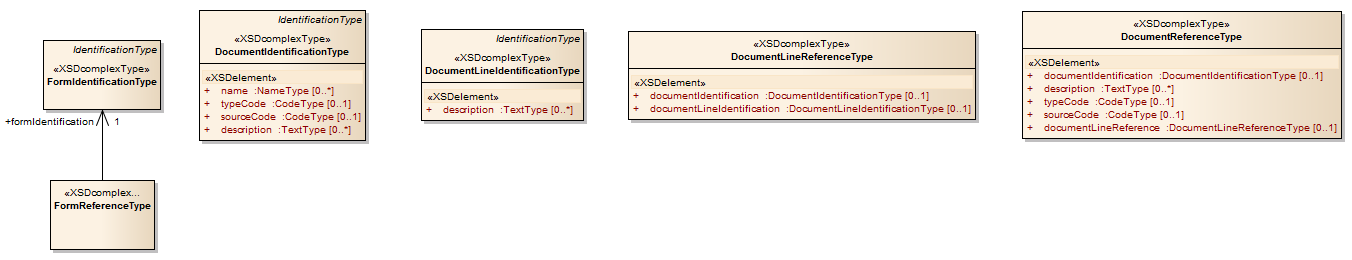 IdentificationType
«XSDcomplexType»
FormIdentificationType
+formIdentification
1
«XSDcomplex...
FormReferenceType
IdentificationType
«XSDcomplexType»
DocumentIdentificationType
«XSDelement»
+ name :NameType [0..*]
+ typeCode :CodeType [0..1]
+ sourceCode :CodeType [0..1]
+ description :TextType [0..*]
IdentificationType
«XSDcomplexType»
DocumentLineIdentificationType
«XSDelement»
+ description :TextType [0..*]
«XSDcomplexType»
DocumentLineReferenceType
«XSDelement»
+ documentIdentification :DocumentIdentificationType [0..1]
+ documentLineIdentification :DocumentLineIdentificationType [0..1]
«XSDcomplexType»
DocumentReferenceType
«XSDelement»
+ documentIdentification :DocumentIdentificationType [0..1]
+ description :TextType [0..*]
+ typeCode :CodeType [0..1]
+ sourceCode :CodeType [0..1]
+ documentLineReference :DocumentLineReferenceType [0..1]